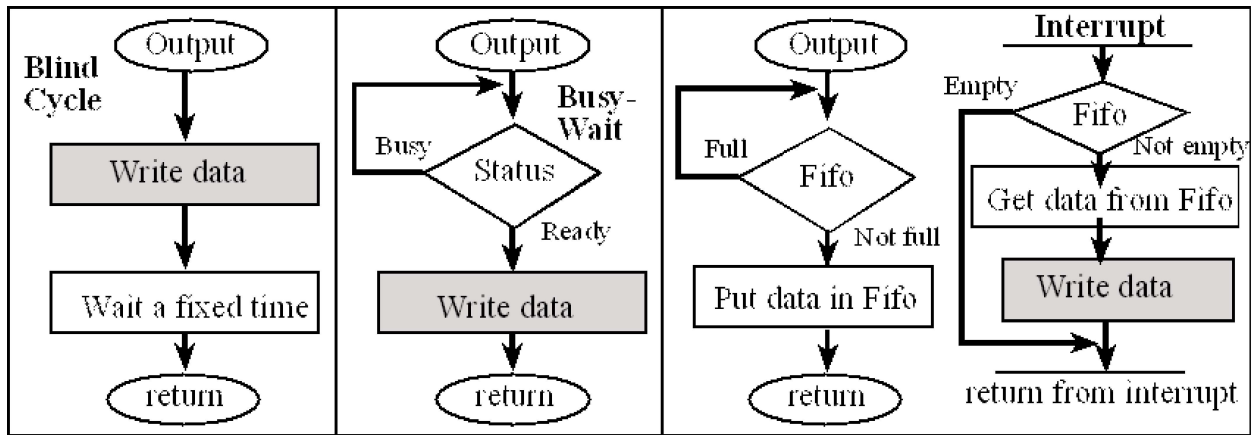 Output
Blind
Cycle
Write data
Wait a fixed time
return
Output
Busy-
Wait
Busy
Status
Ready
Write data
return
Output
Full
Fifo
Not full
Put data in Fifo
return
Interrupt
Empty
Fifo
Not empty
Get data from Fifo
Write data
return from interrupt